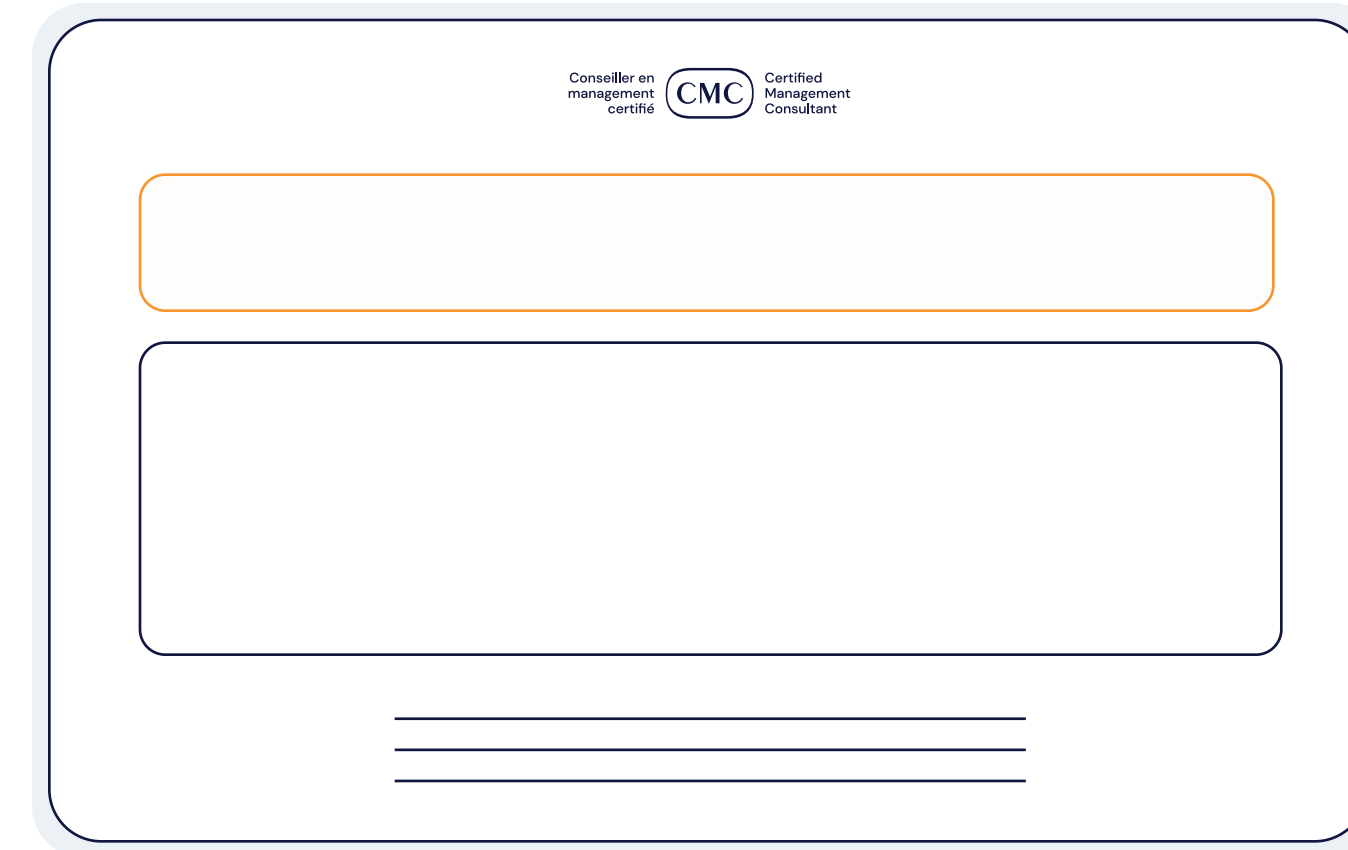 Conseiller en
management
certifié
CMC
Certified
Management
Consultant